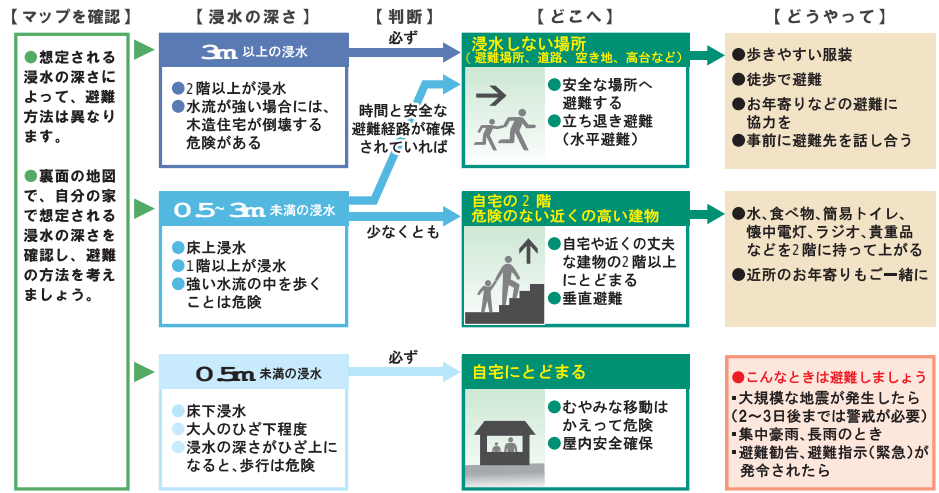 【マップを確認】
【浸水の深さ】
【判断】
【どこへ】
【どうやって】
●想定される
浸水の深さに
よって、避難
方法は異なり
ます。
●裏面の地図
で、自分の家
で想定される
浸水の深さを
確認し、避難
の方法を考え
ましょう。
3m 以上の浸水
●2階以上が浸水
●水流が強い場合には、
木造住宅が倒壊する
危険がある
必ず
時間と安全な
避難経路が確保
されていれば
浸水しない場所
(避難場所、道路、空き地、高台など)
●安全な場所へ
避難する
●立ち退き避難
(水平避難)
●歩きやすい服装
●徒歩で避難
●お年寄りなどの避難に
協力を
●事前に避難先を話し合う
0.5~3m 未満の浸水
●床上浸水
●1階以上が浸水
●強い水流の中を歩く
ことは危険
少なくとも
自宅の2階
危険のない近くの高い建物
●自宅や近くの丈夫
な建物の2階以上
にとどまる
●垂直避難
●水、食べ物、簡易トイレ、
懐中電灯、ラジオ、貴重品
などを2階に持って上がる
●近所のお年寄りもご一緒に
0.5m 未満の浸水
●床下浸水
●大人のひざ下程度
●浸水の深さがひざ上に
なると、歩行は危険
必ず
自宅にとどまる
●むやみな移動は
かえって危険
●屋内安全確保
●こんなときは避難しましょう
▪大規模な地震が発生したら
(2～3日後までは警戒が必要)
▪集中豪雨、長雨のとき
▪避難勧告、避難指示(緊急)が
発令されたら